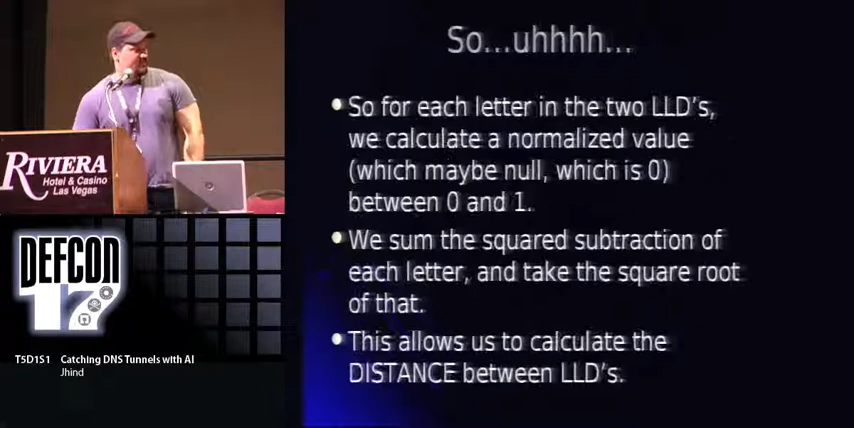 So...uhhhh...
So for each letter in the two LLD's,
we calculate a normalized value
(which maybe null, which is 0)
between 0 and 1.
We sum the squared subtraction of
each letter, and take the square root
of that.
This allows us to calculate the
DISTANCE between LLD's.
RIVIERA
Hotel & Casino
Las Vegas
DEFCON
17
T5D1S1 Catching DNS Tunnels with AI
Jhind